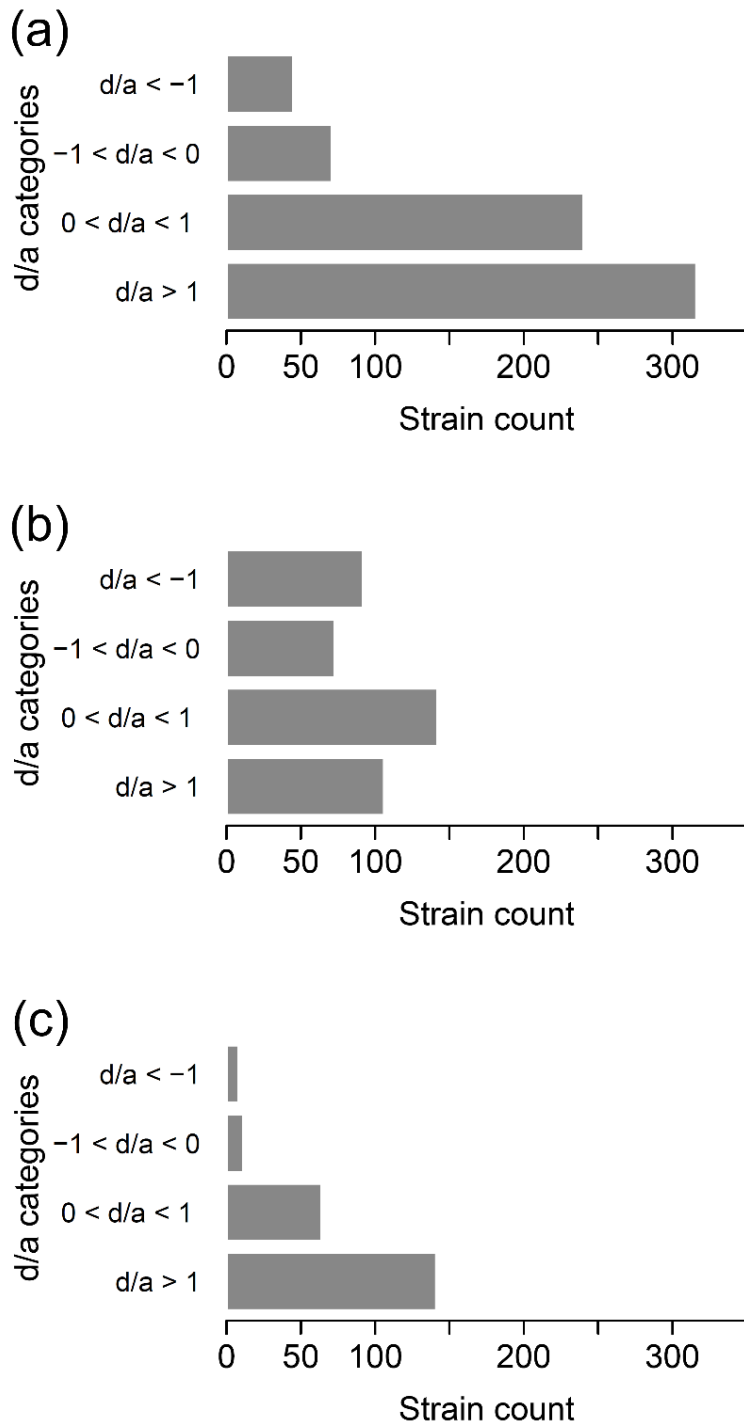 (a)
d/a categories
d/a < −1
−1 < d/a < 0
0 < d/a < 1
d/a > 1
0 50 100 200 300
Strain count
(b)
d/a categories
d/a < −1
−1 < d/a < 0
0 < d/a < 1
d/a > 1
0 50 100 200 300
Strain count
(c)
d/a categories
d/a < −1
−1 < d/a < 0
0 < d/a < 1
d/a > 1
0 50 100 200 300
Strain count